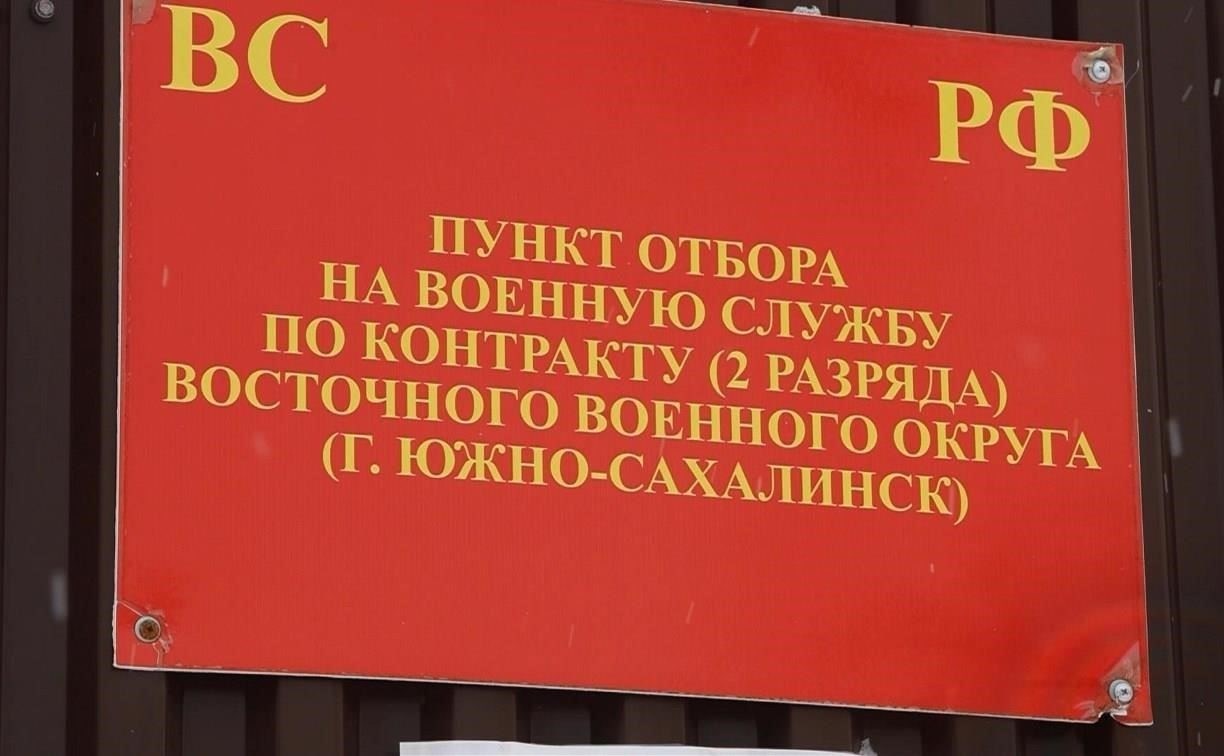 ВС
РФ
ПУНКТ ОТБОРА
НА ВОЕННУЮ СЛУЖБУ
ПО КОНТРАКТУ (2 РАЗРЯДА)
ВОСТОЧНОГО ВОЕННОГО ОКРУГА
(Г. ЮЖНО-САХАЛИНСК)